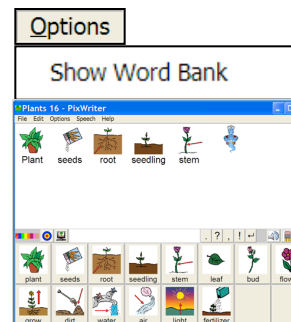 Options
Show Word Bank
Plants 16 - PixWriter
File Edit Options Speech Help
Plant seeds root seedling stem
. ? , !
plant seeds root seedling stem leaf bud flow
grow dirt water air light fertilizer